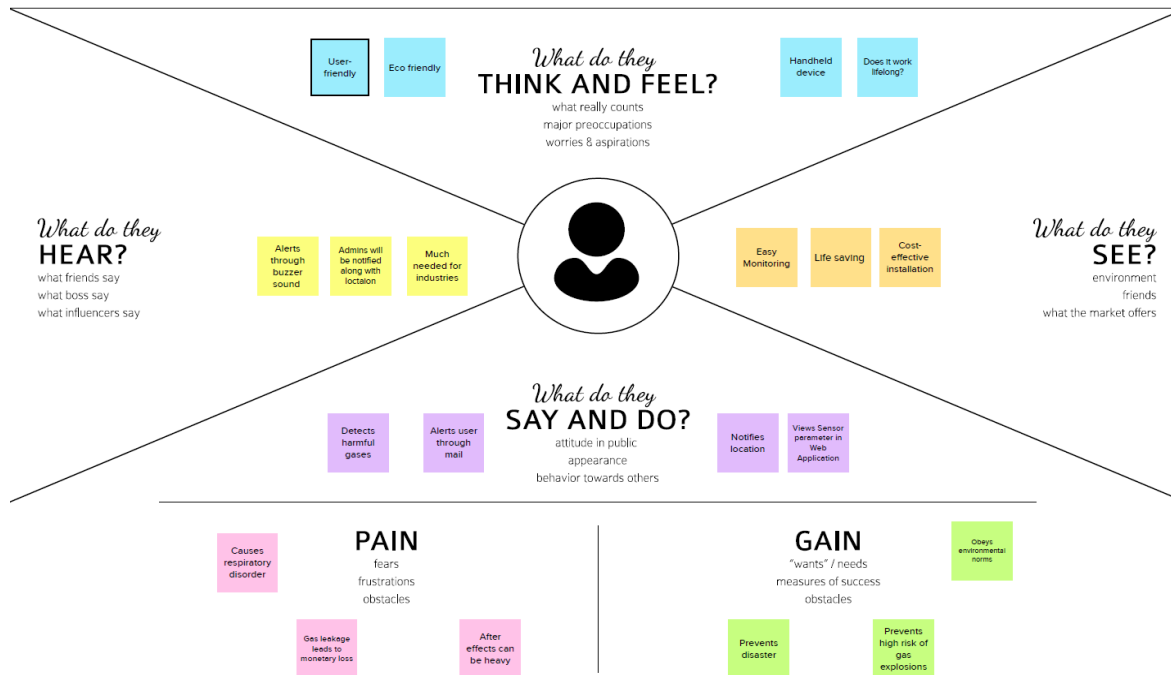 User-
friendly
Eco friendly
What do they
THINK AND FEEL?
what really counts
major preoccupations
worries & aspirations
Handheld
device
Does it work
lifelong?
What do they
HEAR?
what friends say
what boss say
what influencers say
Alerts
through
buzzer
sound
Admins will
be notified
along with
loctaion
Much
needed for
industries
Easy
Monitoring
Life saving
Cost-
effective
installation
What do they
SEE?
environment
friends
what the market offers
What do they
SAY AND DO?
attitude in public
appearance
behavior towards others
Detects
harmful
gases
Alerts user
through
mail
Notifies
location
Views Sensor
parameter in
Web
Application
PAIN
fears
frustrations
obstacles
Causes
respiratory
disorder
Gas leakage
leads to
monetary loss
After
effects can
be heavy
GAIN
"wants" / needs
measures of success
obstacles
Obeys
environmental
norms
Prevents
disaster
Prevents
high risk of
gas
explosions